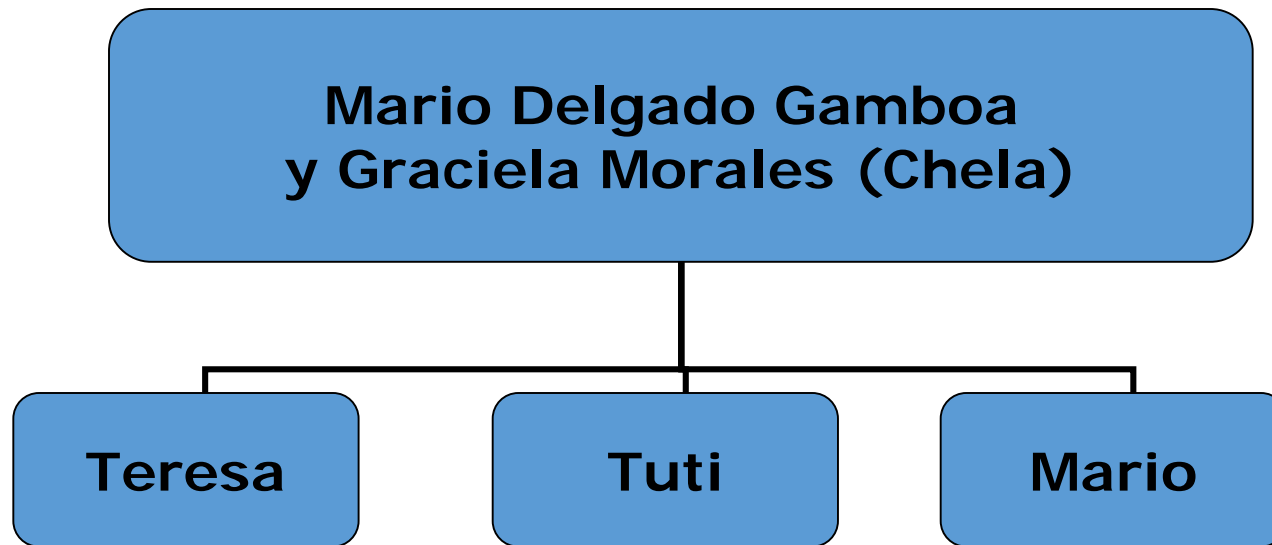 Mario Delgado Gamboa
y Graciela Morales (Chela)
Teresa
Tuti
Mario